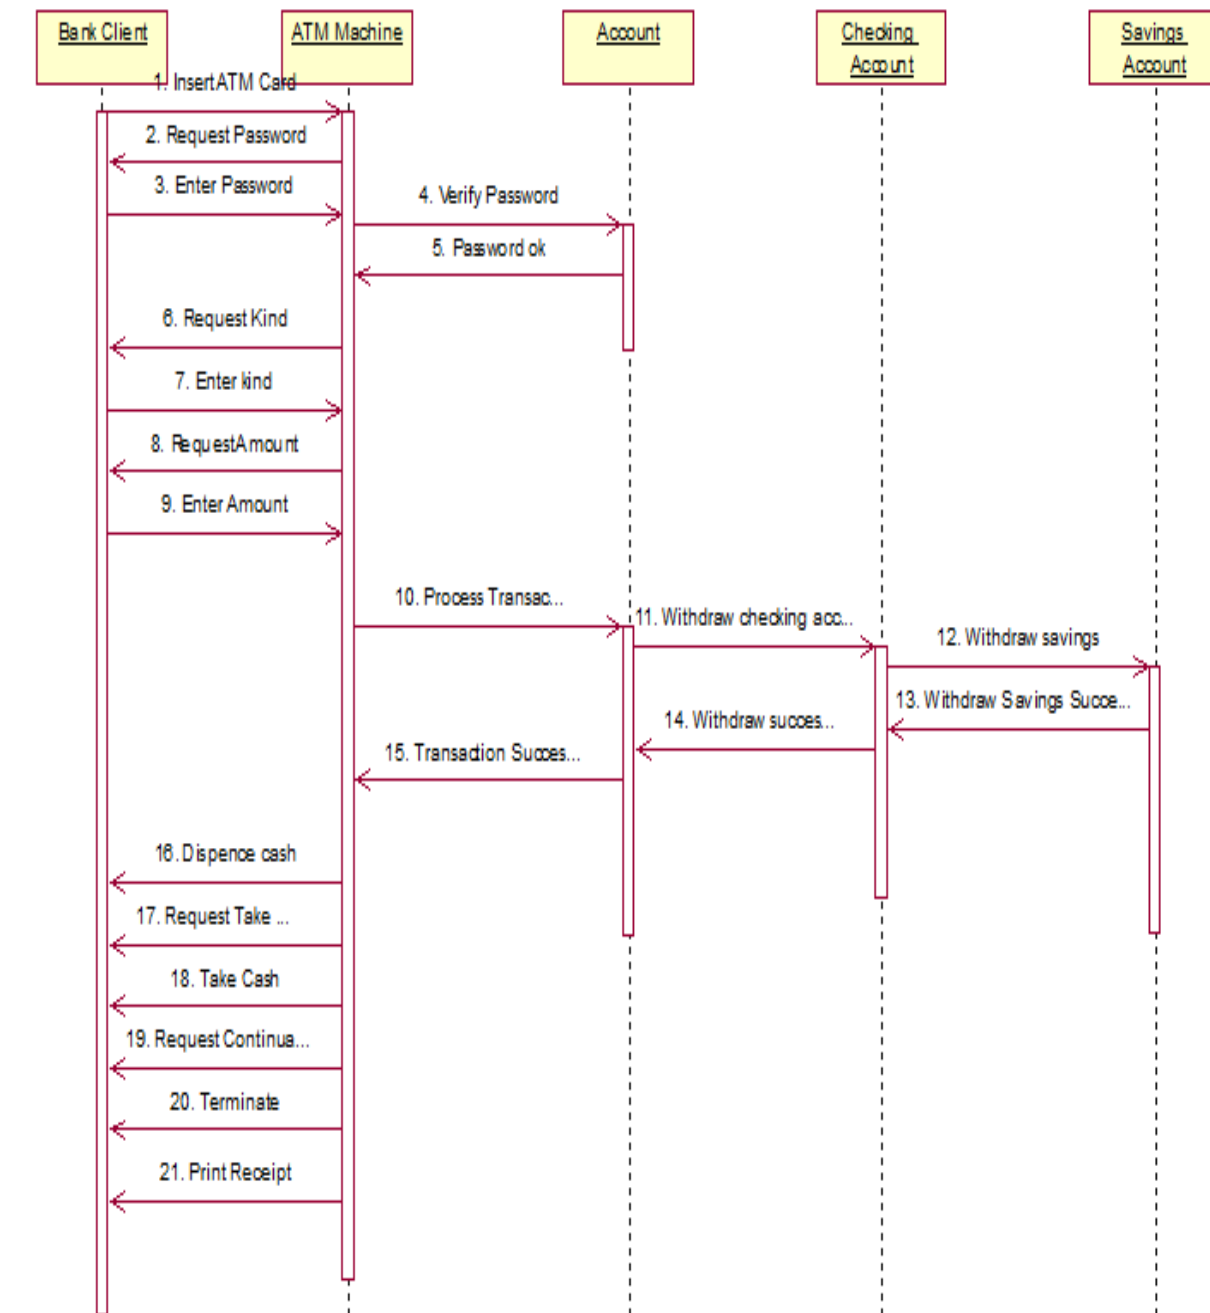 Bank Client
ATM Machine
Account
Checking
Account
Savings
Account
1. Insert ATM Card
2. Request Password
3. Enter Password
4. Verify Password
5. Password ok
6. Request Kind
7. Enter kind
8. Request Amount
9. Enter Amount
10. Process Transac...
11. Withdraw checking acc...
12. Withdraw savings
13. Withdraw Savings Succe...
14. Withdraw succes...
15. Transaction Succes...
16. Dispence cash
17. Request Take ...
18. Take Cash
19. Request Continua...
20. Terminate
21. Print Receipt